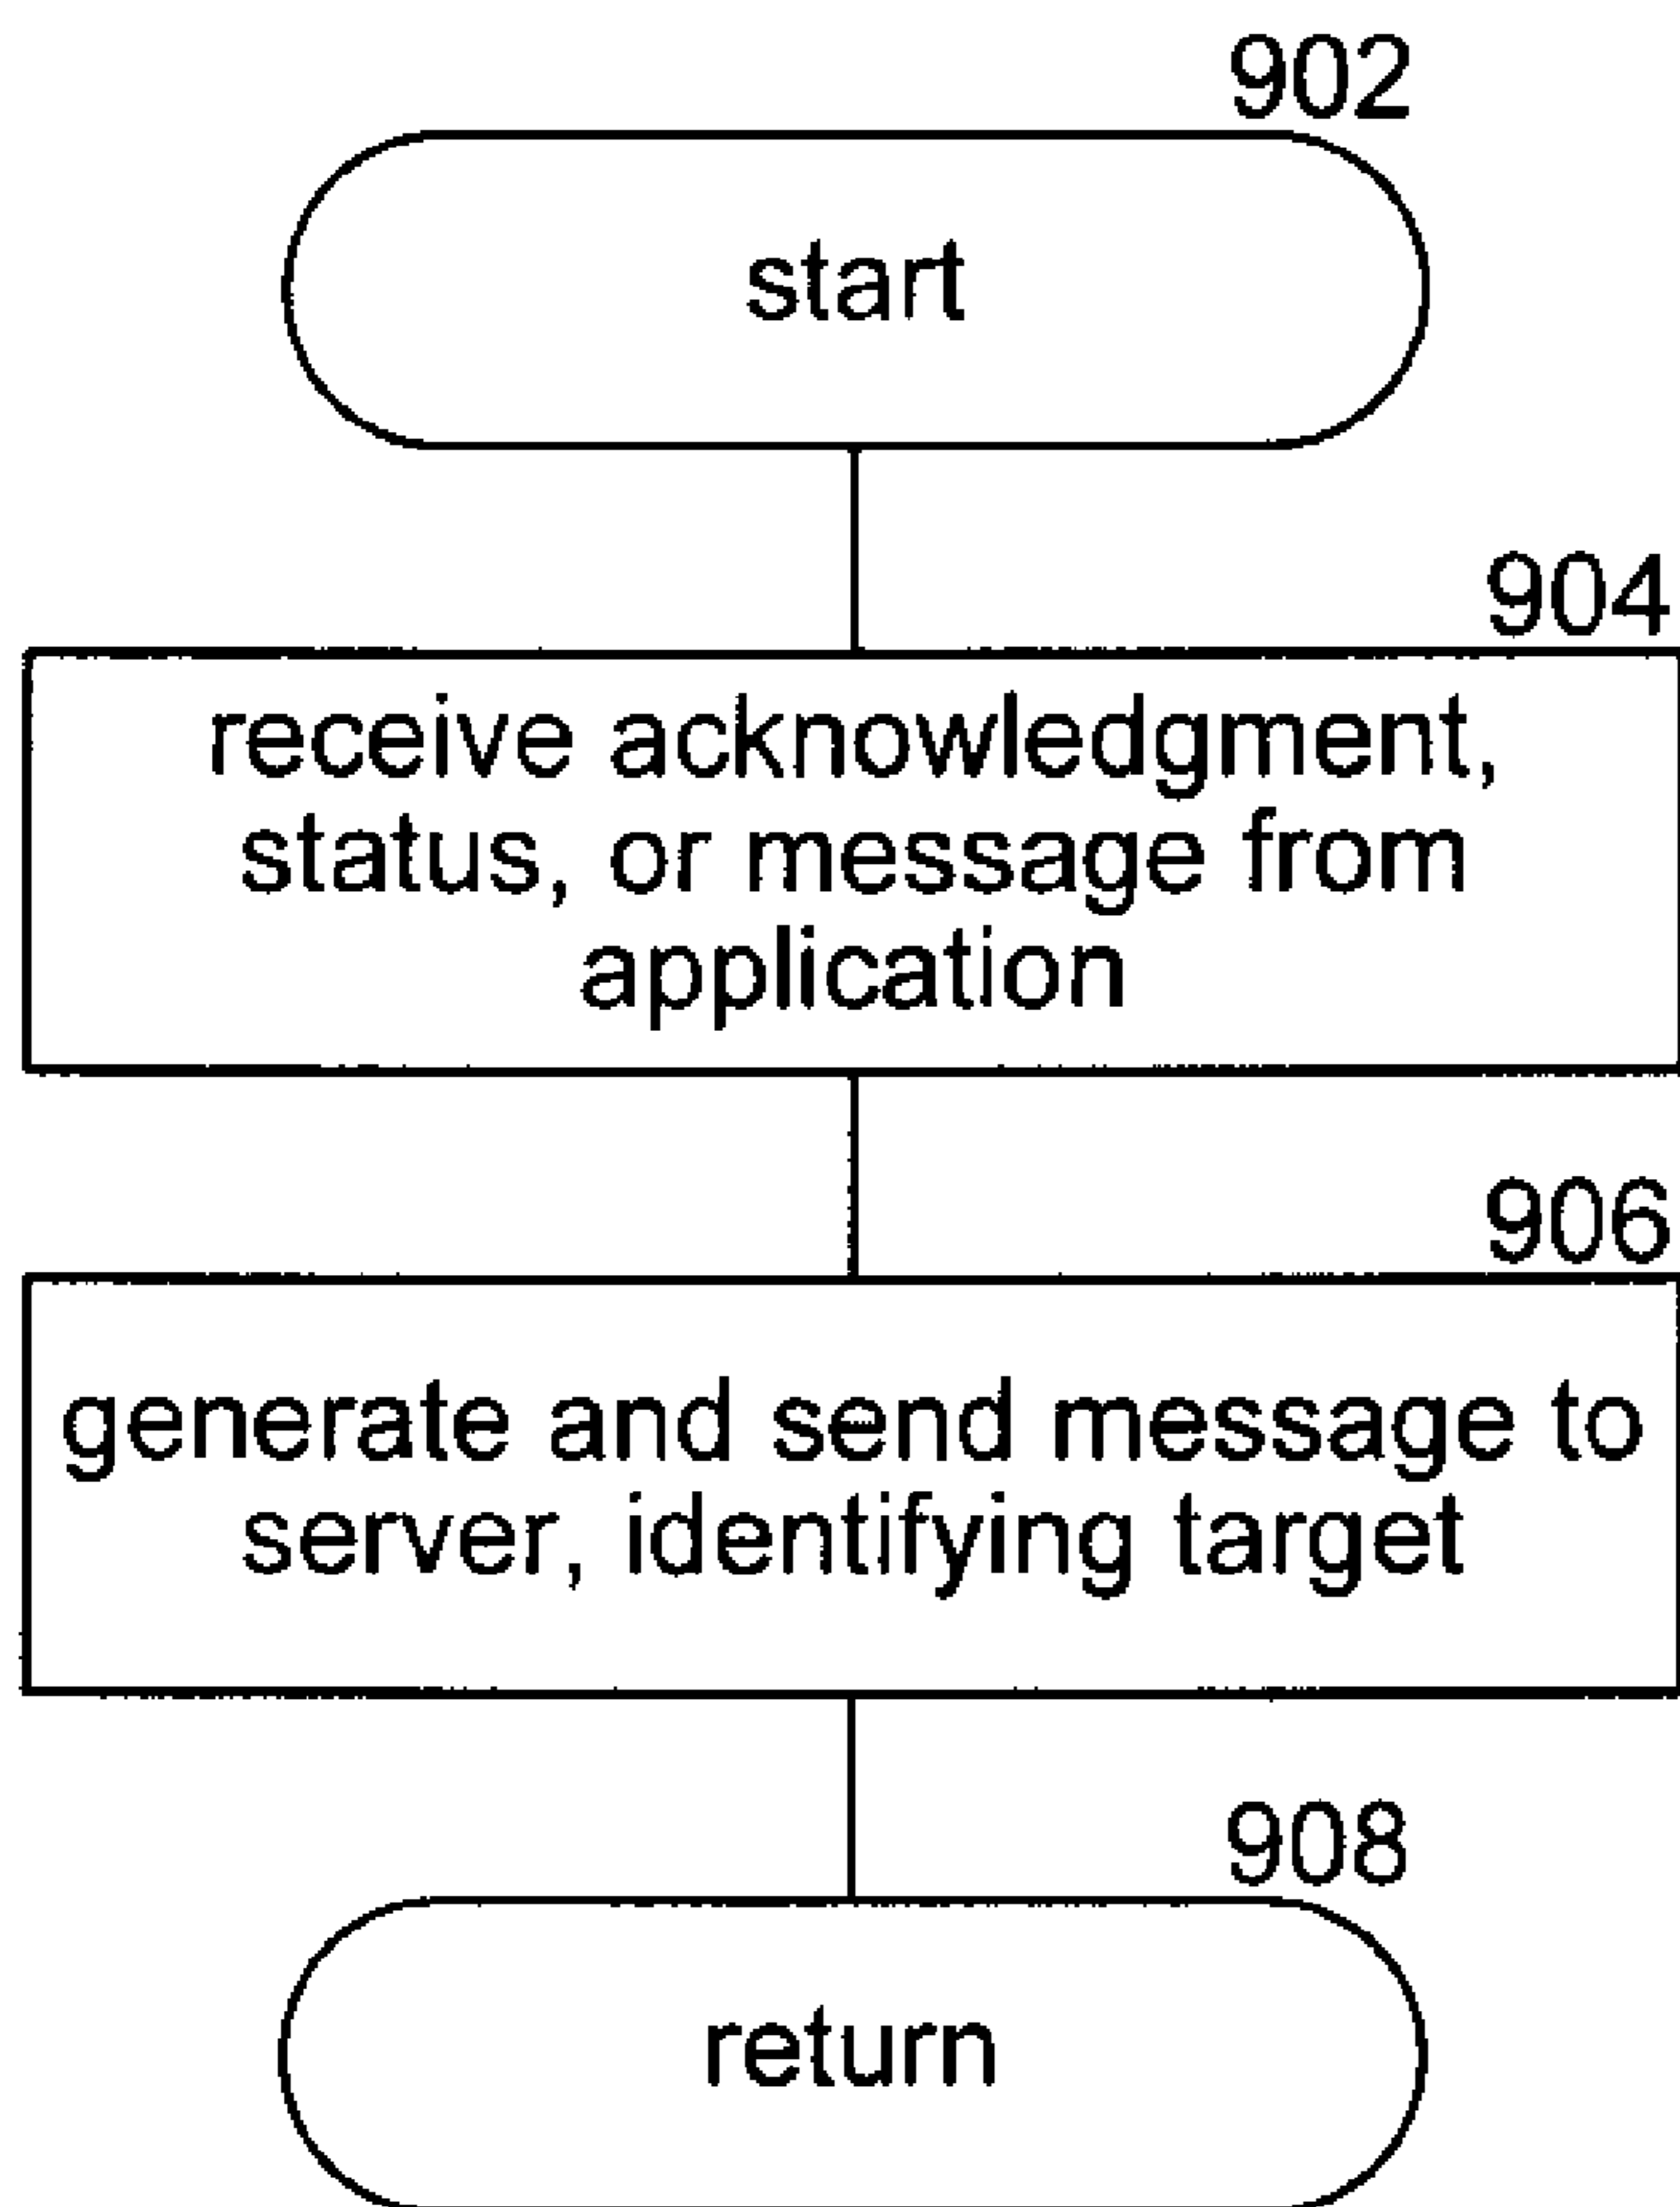 902
start
904
receive acknowledgment,
status, or message from
application
906
generate and send message to
server, identifying target
908
return